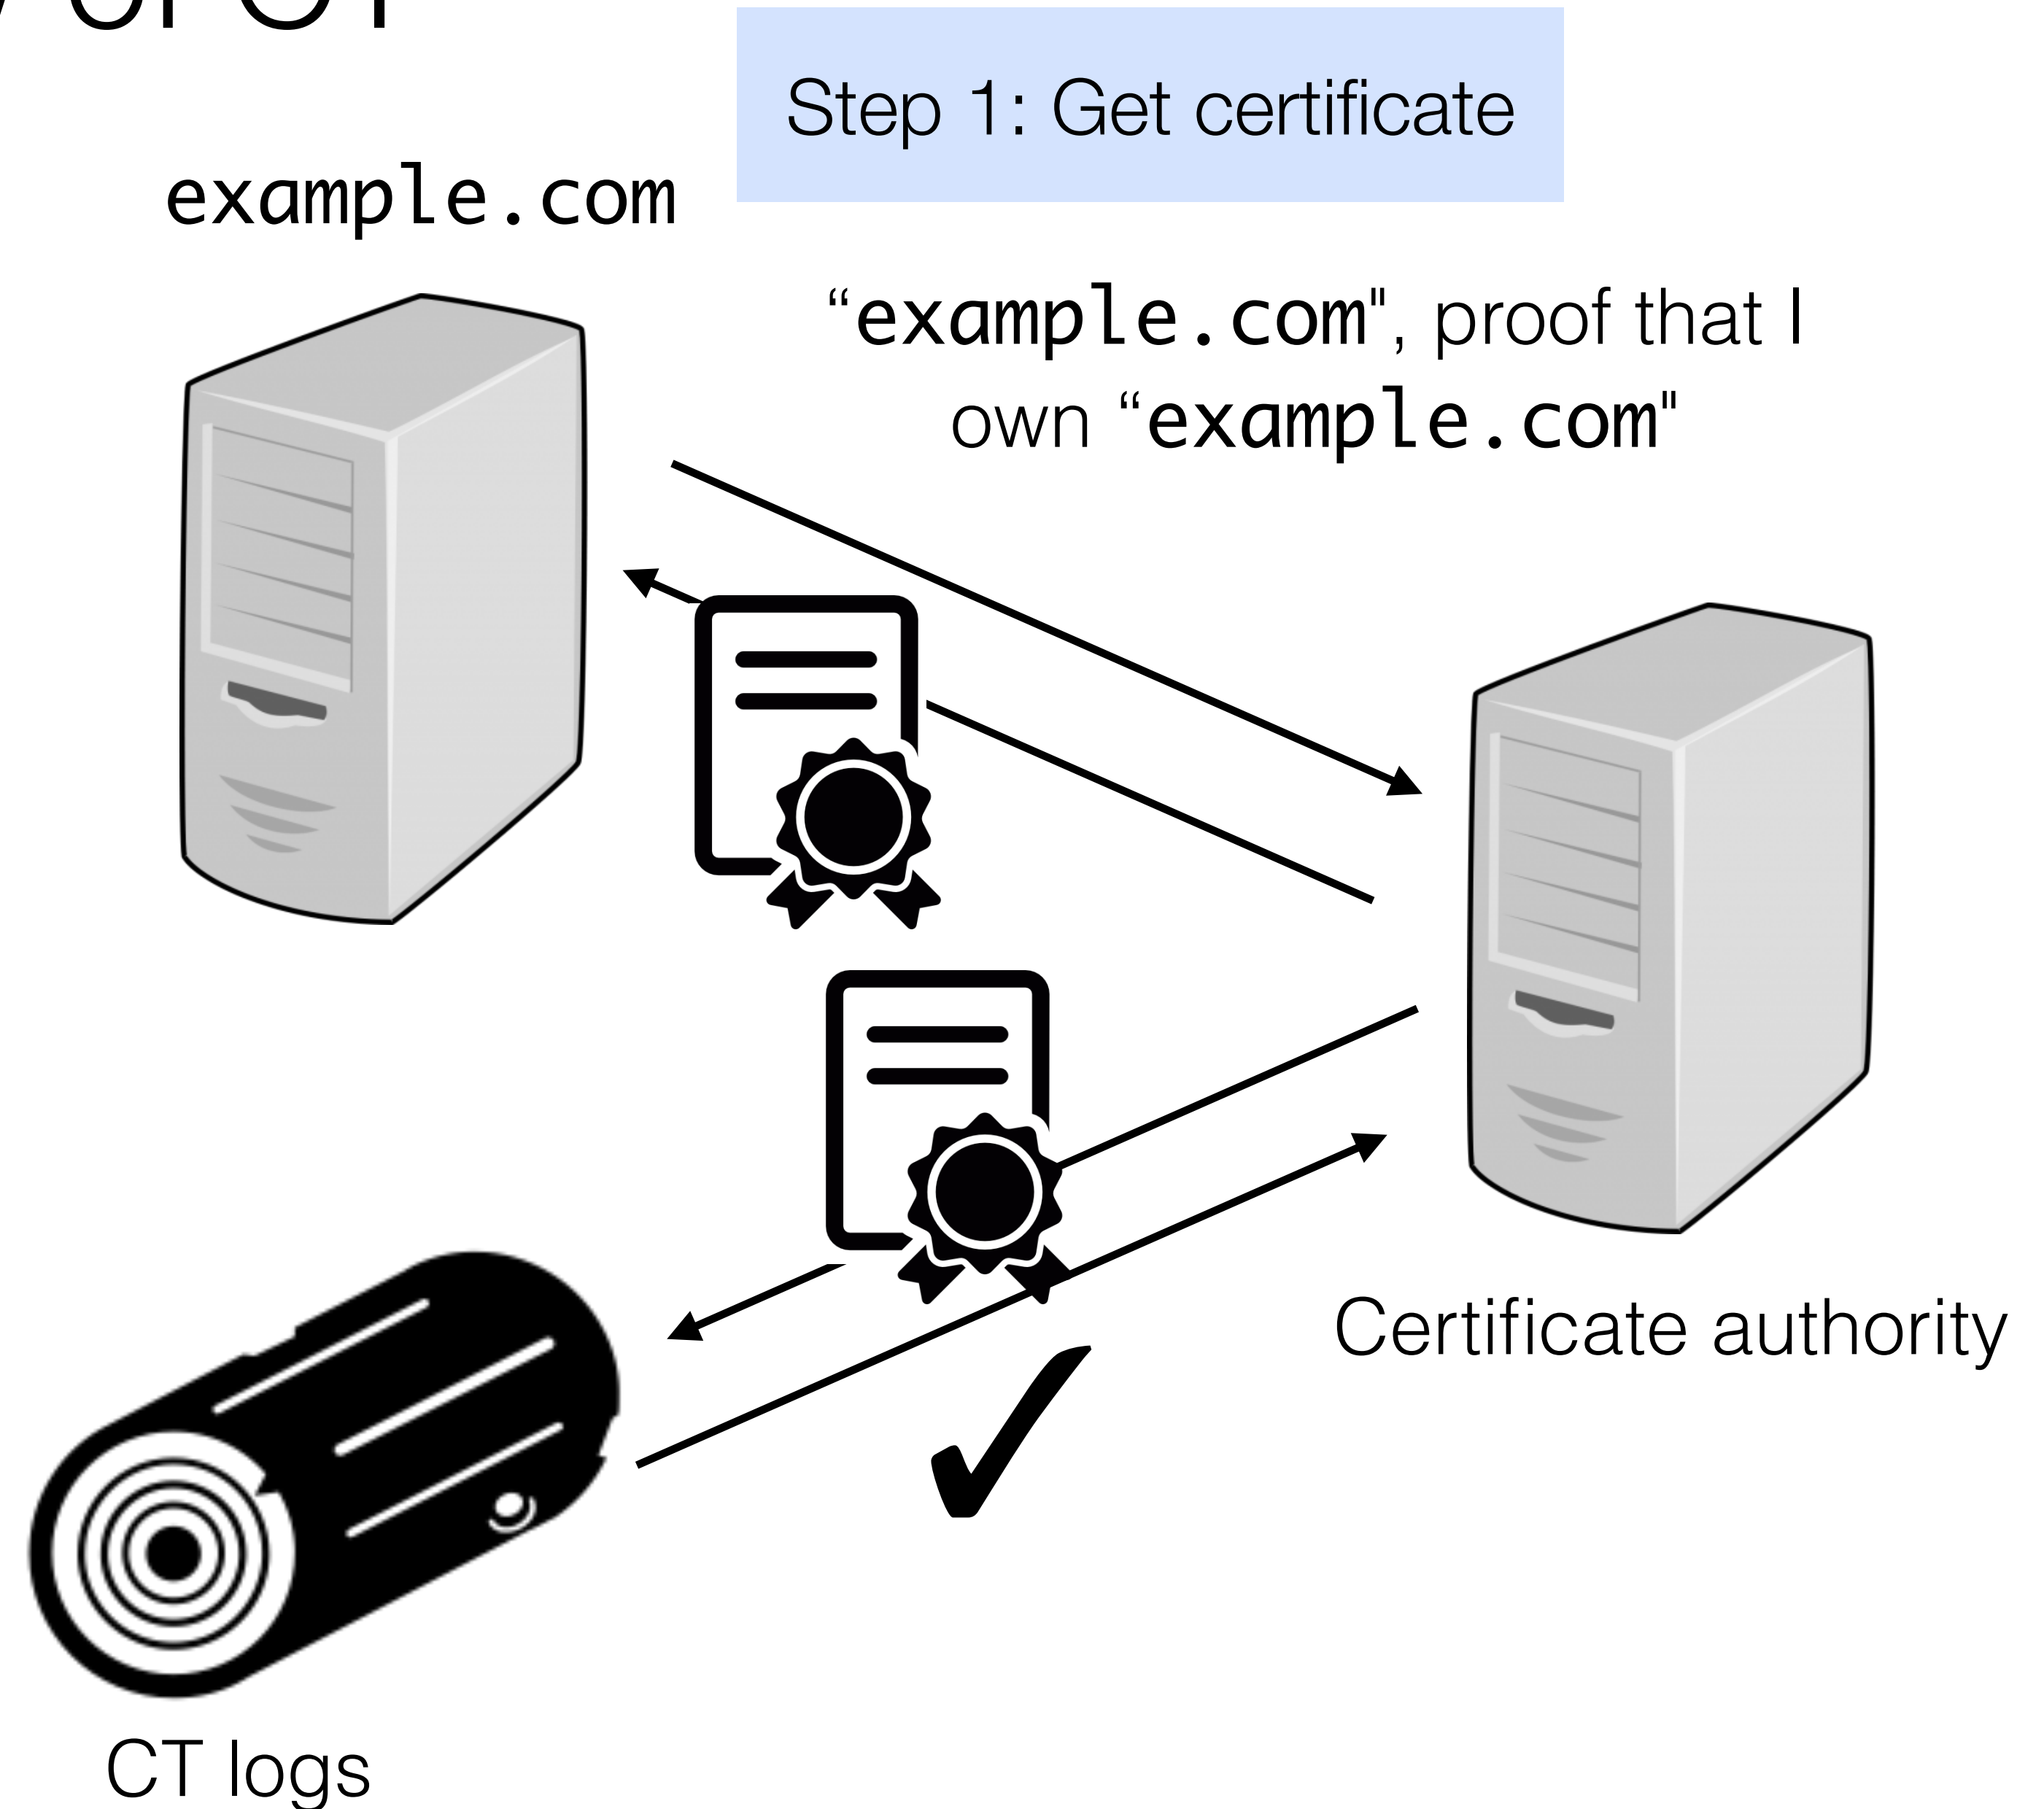 Step 1: Get certificate
example.com
“example.com", proof that I
own “example.com"
Certificate authority
CT logs